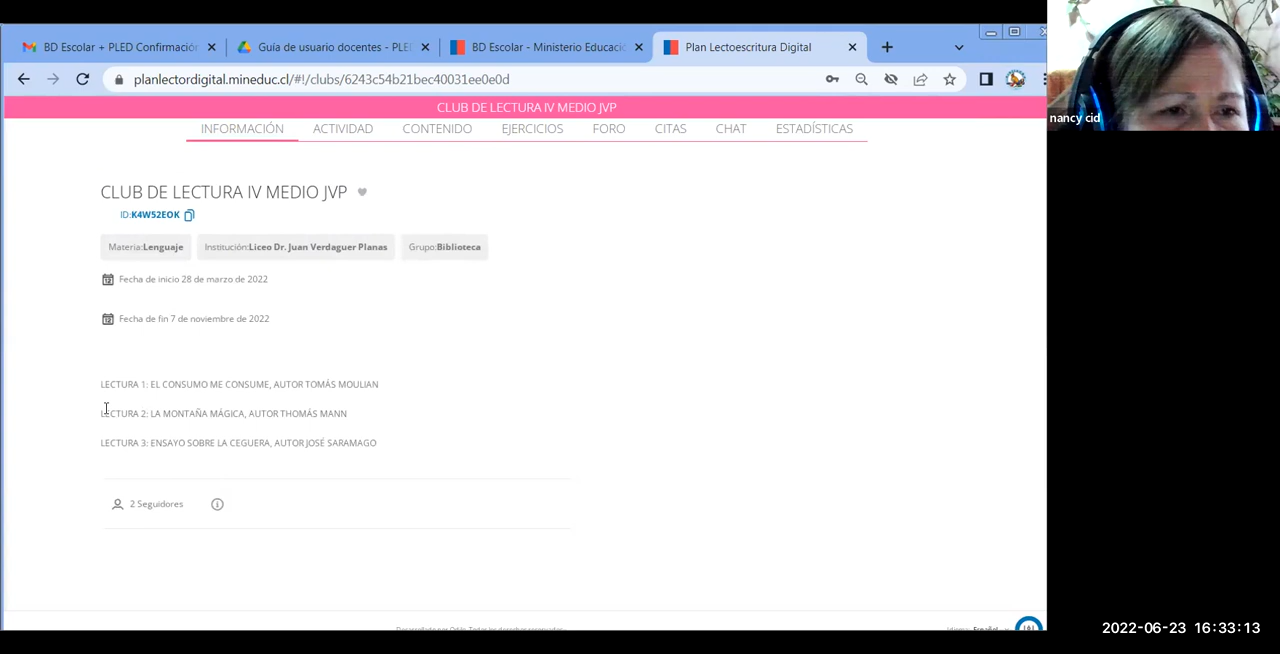 BD Escolar + PLED Confirmación
Guía de usuario docentes - PLE
BD Escolar - Ministerio Educaci
Plan Lectoescritura Digital
planlectordigital.mineduc.cl/#!/clubs/6243c54b21bec40031ee0e0d
nancy cid
CLUB DE LECTURA IV MEDIO JVP
INFORMACIÓN ACTIVIDAD CONTENIDO EJERCICIOS FORO CITAS CHAT ESTADÍSTICAS
CLUB DE LECTURA IV MEDIO JVP
ID:K4W52EOK
Materia:Lenguaje Institución:Liceo Dr. Juan Verdaguer Planas Grupo:Biblioteca
Fecha de inicio 28 de marzo de 2022
Fecha de fin 7 de noviembre de 2022
LECTURA 1: EL CONSUMO ME CONSUME, AUTOR TOMÁS MOULIAN
LECTURA 2: LA MONTAÑA MÁGICA, AUTOR THOMÁS MANN
LECTURA 3: ENSAYO SOBRE LA CEGUERA, AUTOR JOSÉ SARAMAGO
2 Seguidores
2022-06-23 16:33:13